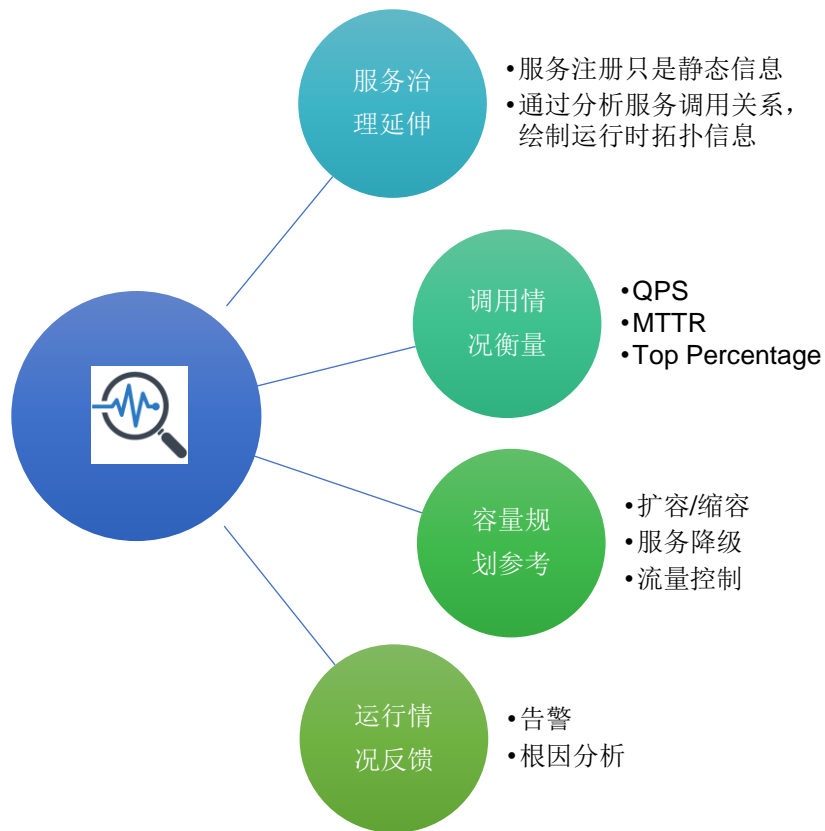 服务治
理延伸
•服务注册只是静态信息
•通过分析服务调用关系，
绘制运行时拓扑信息
调用情
况衡量
•QPS
•MTTR
•Top Percentage
容量规
划参考
•扩容/缩容
•服务降级
•流量控制
运行情
况反馈
•告警
•根因分析